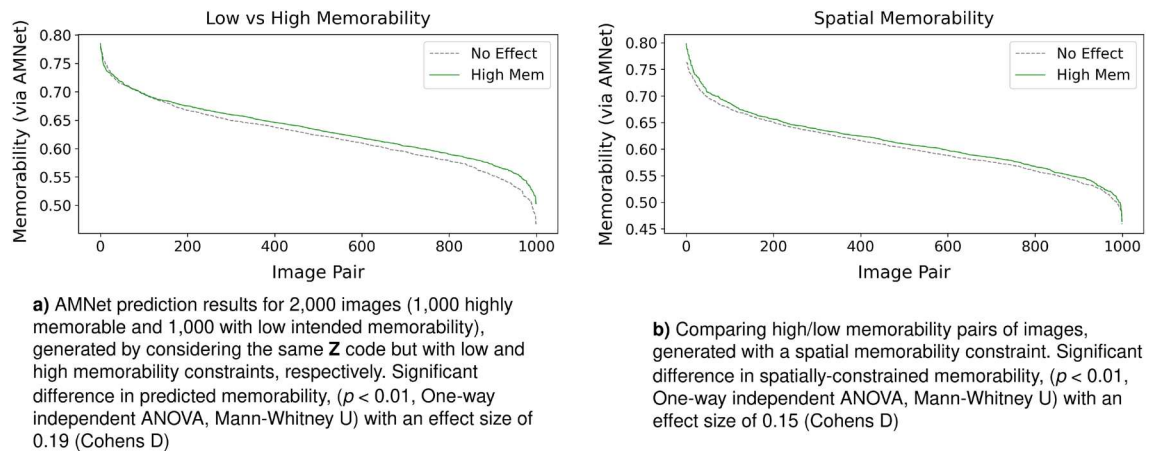 Low vs High Memorability
Memorability (via AMNet)
0.80
0.75
0.70
0.65
0.60
0.55
0.50
No Effect
High Mem
0 200 400 600 800 1000
Image Pair
a) AMNet prediction results for 2,000 images (1,000 highly
memorable and 1,000 with low intended memorability),
generated by considering the same Z code but with low and
high memorability constraints, respectively. Significant
difference in predicted memorability, (p < 0.01, One-way
independent ANOVA, Mann-Whitney U) with an effect size of
0.19 (Cohens D)
Spatial Memorability
Memorability (via AMNet)
0.80
0.75
0.70
0.65
0.60
0.55
0.50
0.45
No Effect
High Mem
0 200 400 600 800 1000
Image Pair
b) Comparing high/low memorability pairs of images,
generated with a spatial memorability constraint. Significant
difference in spatially-constrained memorability, (p < 0.01,
One-way independent ANOVA, Mann-Whitney U) with an
effect size of 0.15 (Cohens D)